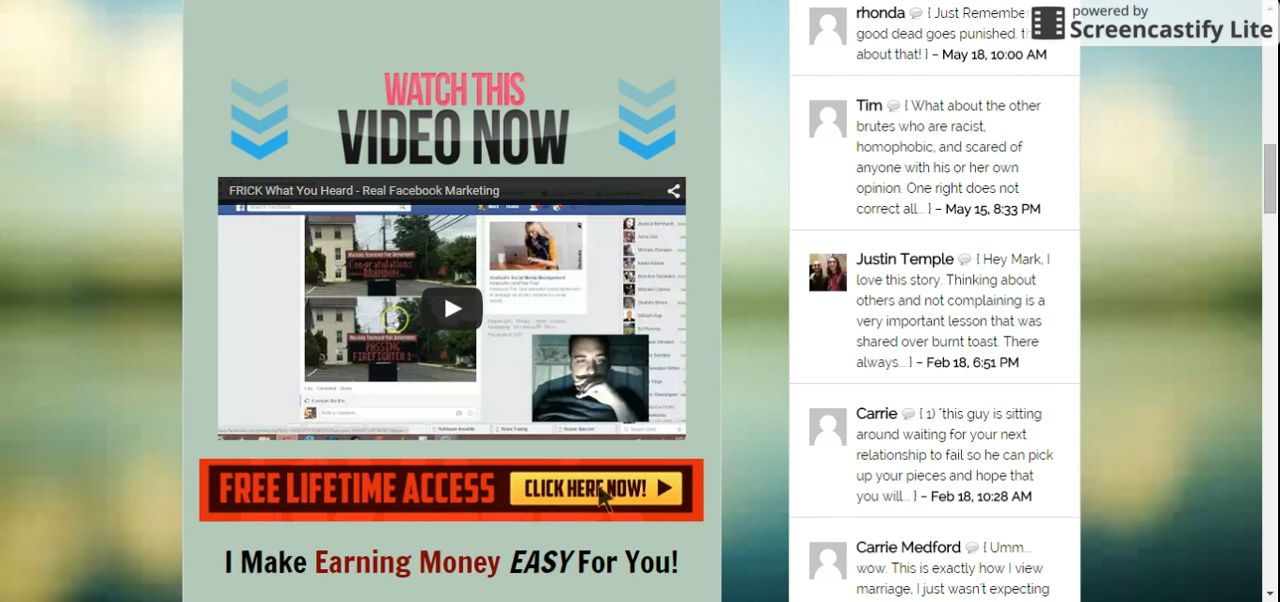 powered by
Screencastify Lite
WATCH THIS
VIDEO NOW
FRICK What You Heard - Real Facebook Marketing
Congratulations
PASSING
FIREFIGHTER 1
FREE LIFETIME ACCESS
CLICK HERE NOW!
I Make Earning Money EASY For You!
rhonda { Just Remember
good dead goes punished.
about that! } – May 18, 10:00 AM
Tim { What about the other
brutes who are racist,
homophobic, and scared of
anyone with his or her own
opinion. One right does not
correct all... } – May 15, 8:33 PM
Justin Temple { Hey Mark, I
love this story. Thinking about
others and not complaining is a
very important lesson that was
shared over burnt toast. There
always... } – Feb 18, 6:51 PM
Carrie { 1) "this guy is sitting
around waiting for your next
relationship to fail so he can pick
up your pieces and hope that
you will... } – Feb 18, 10:28 AM
Carrie Medford { Umm...
wow. This is exactly how I view
marriage, I just wasn't expecting